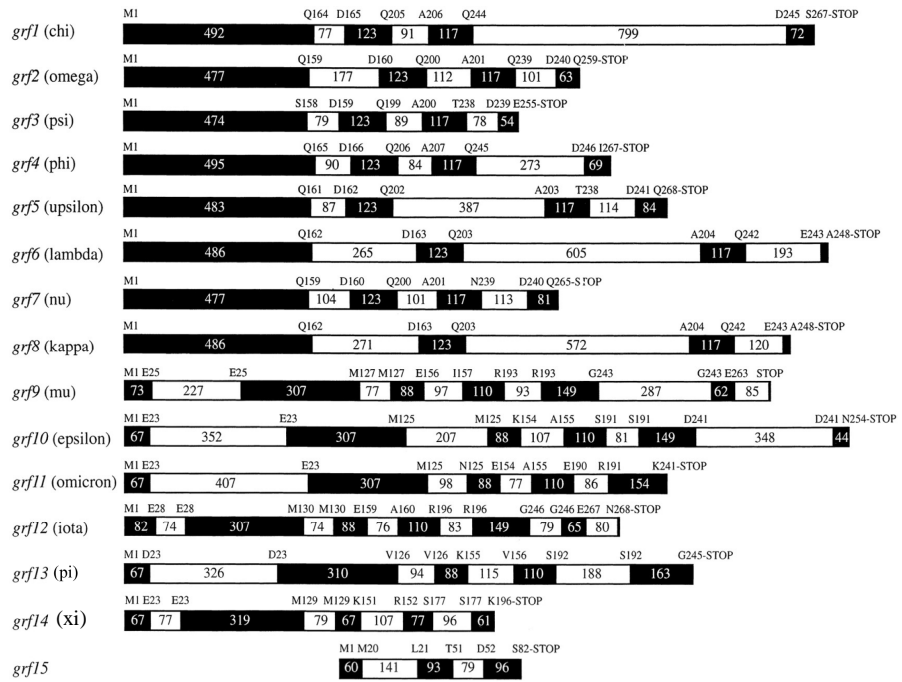 M1 Q164 D165 Q205 A206 Q244 D245 S267-STOP
grf1 (chi) 492 77 123 91 117 799 72
M1 Q159 D160 Q200 A201 Q239 D240 Q259-STOP
grf2 (omega) 477 177 123 112 117 101 63
M1 S158 D159 Q199 A200 T238 D239 E255-STOP
grf3 (psi) 474 79 123 89 117 78 54
M1 Q165 D166 Q206 A207 Q245 D246 I267-STOP
grf4 (phi) 495 90 123 84 117 273 69
M1 Q161 D162 Q202 A203 T238 D241 Q268-STOP
grf5 (upsilon) 483 87 123 387 117 114 84
M1 Q162 D163 Q203 A204 Q242 E243 A248-STOP
grf6 (lambda) 486 265 123 605 117 193
M1 Q159 D160 Q200 A201 N239 D240 Q265-STOP
grf7 (nu) 477 104 123 101 117 113 81
M1 Q162 D163 Q203 A204 Q242 E243 A248-STOP
grf8 (kappa) 486 271 123 572 117 120
M1 E25 E25 M127 M127 E156 I157 R193 R193 G243 G243 E263 STOP
grf9 (mu) 73 227 307 77 88 97 110 93 149 287 62 85
M1 E23 E23 M125 M125 K154 A155 S191 S191 D241 D241 N254-STOP
grf10 (epsilon) 67 352 307 207 88 107 110 81 149 348 44
M1 E23 E23 M125 N125 E154 A155 E190 R191 K241-STOP
grf11 (omicron) 67 407 307 98 88 77 110 86 154
M1 E28 E28 M130 M130 E159 A160 R196 R196 G246 G246 E267 N268-STOP
grf12 (iota) 82 74 307 74 88 76 110 83 149 79 65 80
M1 D23 D23 V126 V126 K155 V156 S192 S192 G245-STOP
grf13 (pi) 67 326 310 94 88 115 110 188 163
M1 E23 E23 M129 M129 K151 R152 S177 S177 K196-STOP
grf14 (xi) 67 77 319 79 67 107 77 96 61
M1 M20 L21 T51 D52 S82-STOP
grf15 60 141 93 79 96